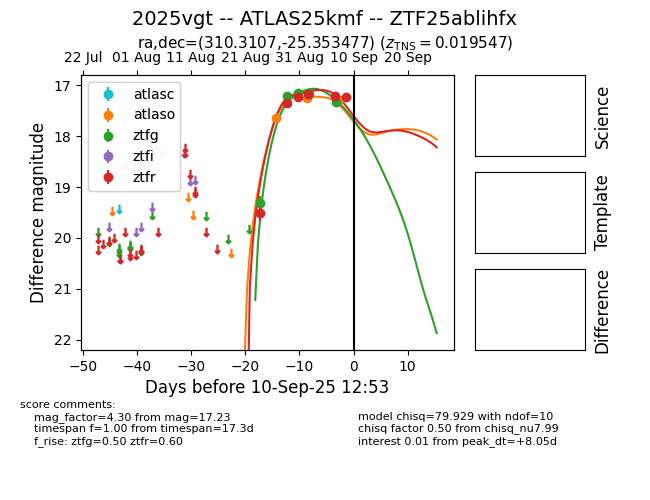 2025vgt -- ATLAS25kmf -- ZTF25ablihfx
ra,dec=(310.3107,-25.353477) (z_TNS = 0.019547)
22 Jul 01 Aug 11 Aug 21 Aug 31 Aug 10 Sep 20 Sep
atlasc
atlaso
ztfg
ztfi
ztfr
17
18
19
20
21
22
Difference magnitude
−50 −40 −30 −20 −10 0 10
Days before 10-Sep-25 12:53
Science
Template
Difference
score comments:
mag_factor=4.30 from mag=17.23
timespan f=1.00 from timespan=17.3d
f_rise: ztfg=0.50 ztfr=0.60
model chisq=79.929 with ndof=10
chisq factor 0.50 from chisq_nu7.99
interest 0.01 from peak_dt=+8.05d